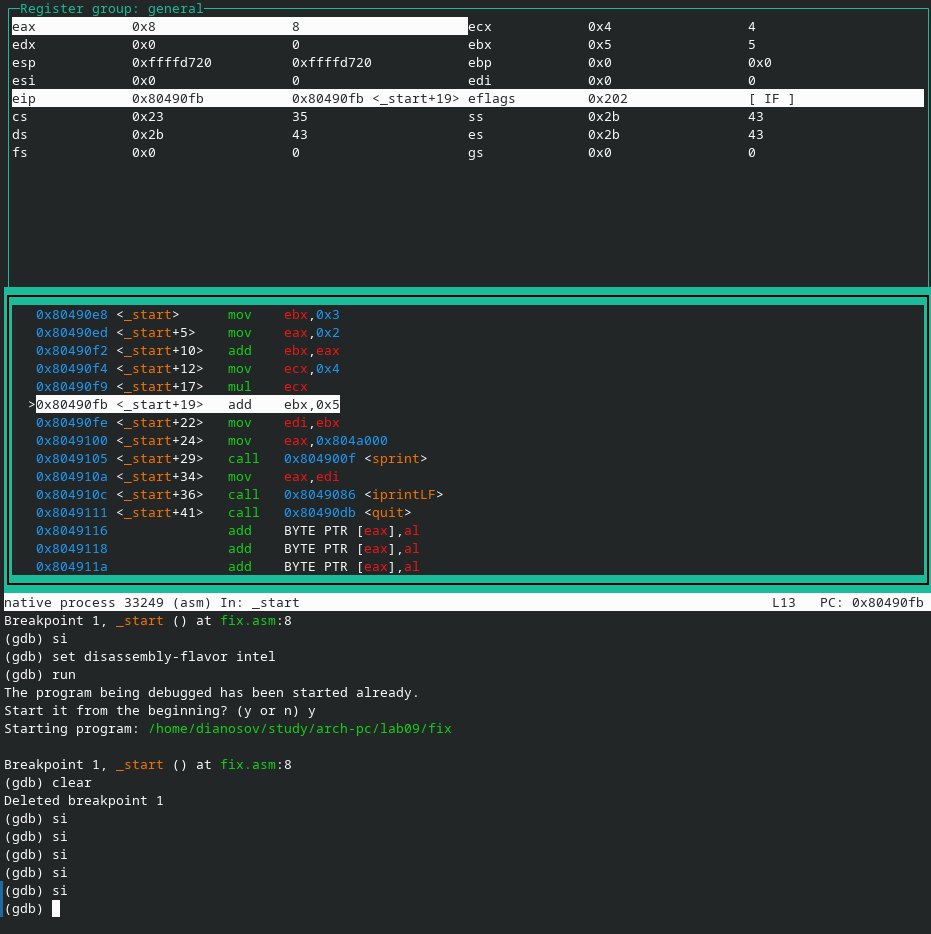 Register group: general
eax 0x8 8 ecx 0x4 4
edx 0x0 0 ebx 0x5 5
esp 0xffffd720 0xffffd720 ebp 0x0 0x0
esi 0x0 0 edi 0x0 0
eip 0x80490fb 0x80490fb <_start+19> eflags 0x202 [ IF ]
cs 0x23 35 ss 0x2b 43
ds 0x2b 43 es 0x2b 43
fs 0x0 0 gs 0x0 0
0x80490e8 <_start> mov ebx,0x3
0x80490ed <_start+5> mov eax,0x2
0x80490f2 <_start+10> add ebx,eax
0x80490f4 <_start+12> mov ecx,0x4
0x80490f9 <_start+17> mul ecx
>0x80490fb <_start+19> add ebx,0x5
0x80490fe <_start+22> mov edi,ebx
0x8049100 <_start+24> mov eax,0x804a000
0x8049105 <_start+29> call 0x804900f <sprint>
0x804910a <_start+34> mov eax,edi
0x804910c <_start+36> call 0x8049086 <iprintLF>
0x8049111 <_start+41> call 0x80490db <quit>
0x8049116 add BYTE PTR [eax],al
0x8049118 add BYTE PTR [eax],al
0x804911a add BYTE PTR [eax],al
native process 33249 (asm) In: _start L13 PC: 0x80490fb
Breakpoint 1, _start () at fix.asm:8
(gdb) si
(gdb) set disassembly-flavor intel
(gdb) run
The program being debugged has been started already.
Start it from the beginning? (y or n) y
Starting program: /home/dianosov/study/arch-pc/lab09/fix
Breakpoint 1, _start () at fix.asm:8
(gdb) clear
Deleted breakpoint 1
(gdb) si
(gdb) si
(gdb) si
(gdb) si
(gdb) si
(gdb)